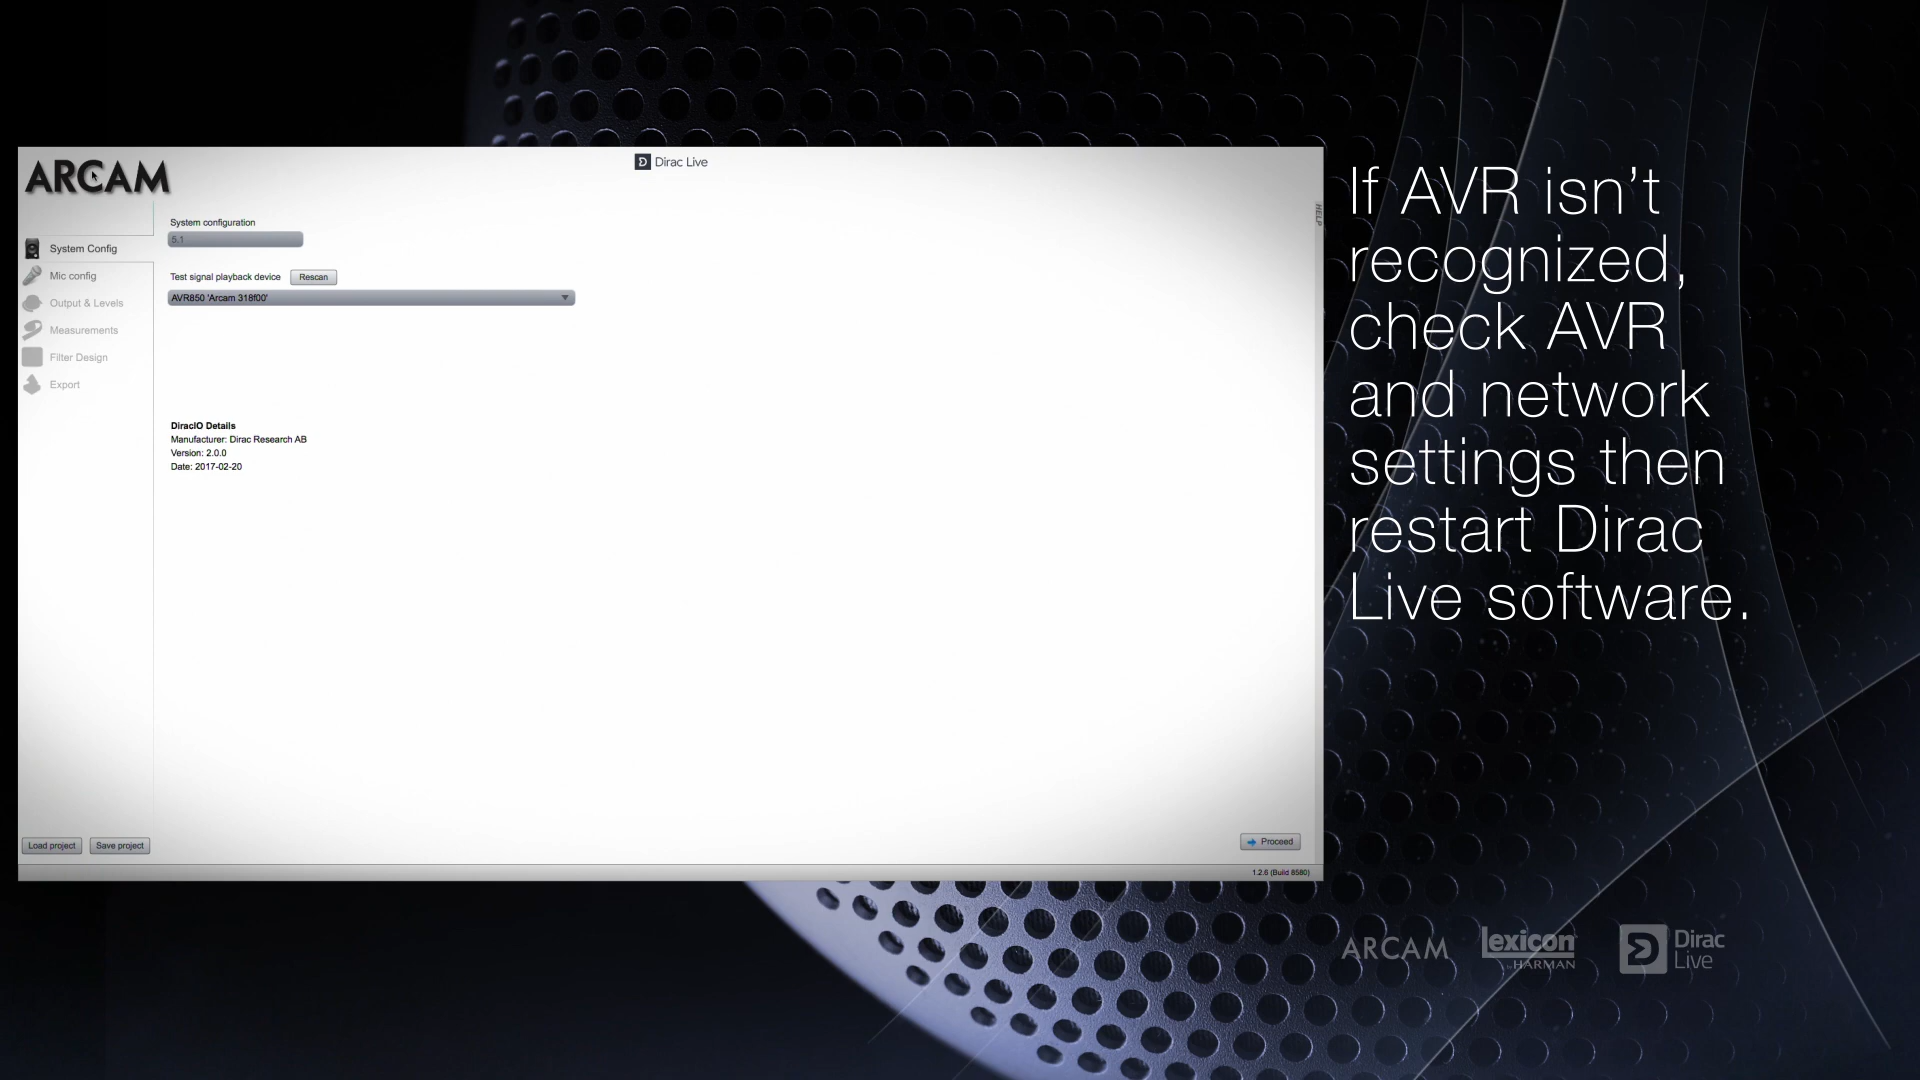 ARCAM
Dirac Live
HELP
System configuration
5.1
System Config
Mic config
Output & Levels
Measurements
Filter Design
Export
Test signal playback device
Rescan
AVR850 'Arcam 318f00'
DiracIO Details
Manufacturer: Dirac Research AB
Version: 2.0.0
Date: 2017-02-20
Load project
Save project
Proceed
1.2.6 (Build 8580)
If AVR isn’t
recognized,
check AVR
and network
settings then
restart Dirac
Live software.
ARCAM
lexicon
by HARMAN
Dirac
Live